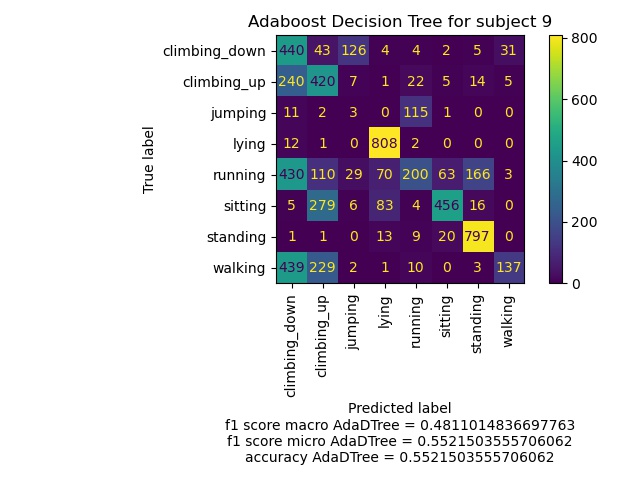 Adaboost Decision Tree for subject 9
climbing_down 440 43 126 4 4 2 5 31
climbing_up 240 420 7 1 22 5 14 5
jumping 11 2 3 0 115 1 0 0
lying 12 1 0 808 2 0 0 0
running 430 110 29 70 200 63 166 3
sitting 5 279 6 83 4 456 16 0
standing 1 1 0 13 9 20 797 0
walking 439 229 2 1 10 0 3 137
True label
climbing_down
climbing_up
jumping
lying
running
sitting
standing
walking
800
600
400
200
0
Predicted label
f1 score macro AdaDTree = 0.4811014836697763
f1 score micro AdaDTree = 0.5521503555706062
accuracy AdaDTree = 0.5521503555706062